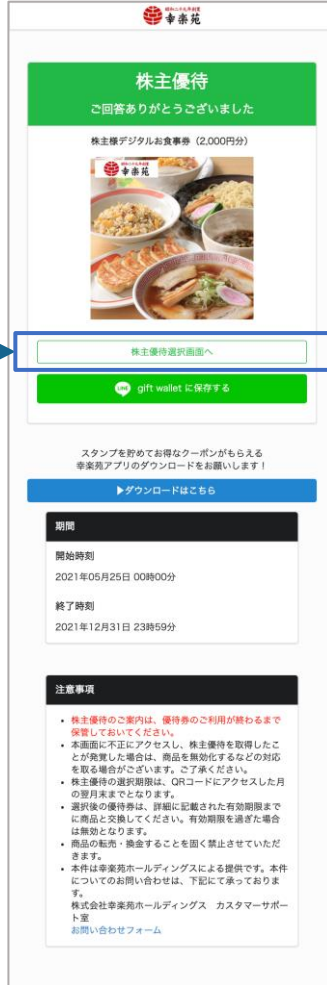 昭和二十九年創業
幸楽苑
株主優待
ご回答ありがとうございました
株主様デジタルお食事券（2,000円分）
幸楽苑
株主優待選択画面へ
LINE gift wallet に保存する
スタンプを貯めてお得なクーポンがもらえる
幸楽苑アプリのダウンロードをお願いします！
▶ダウンロードはこちら
期間
開始時刻
2021年05月25日 00時00分
終了時刻
2021年12月31日 23時59分
注意事項
• 株主優待のご案内は、優待券のご利用が終わるまで
保管しておいてください。
• 本画面に不正にアクセスし、株主優待を取得したこ
とが発覚した場合は、商品を無効化するなどの対応
を取る場合がございます。ご了承ください。
• 株主優待の選択期限は、QRコードにアクセスした月
の翌月末までとなります。
• 選択後の優待券は、詳細に記載された有効期限まで
に商品と交換してください。有効期限を過ぎた場合
は無効となります。
• 商品の転売・換金することを固く禁止させていただ
きます。
• 本件は幸楽苑ホールディングスによる提供です。本件
についてのお問い合わせは、下記にて承っておりま
す。
株式会社幸楽苑ホールディングス　カスタマーサポー
ト室
お問い合わせフォーム